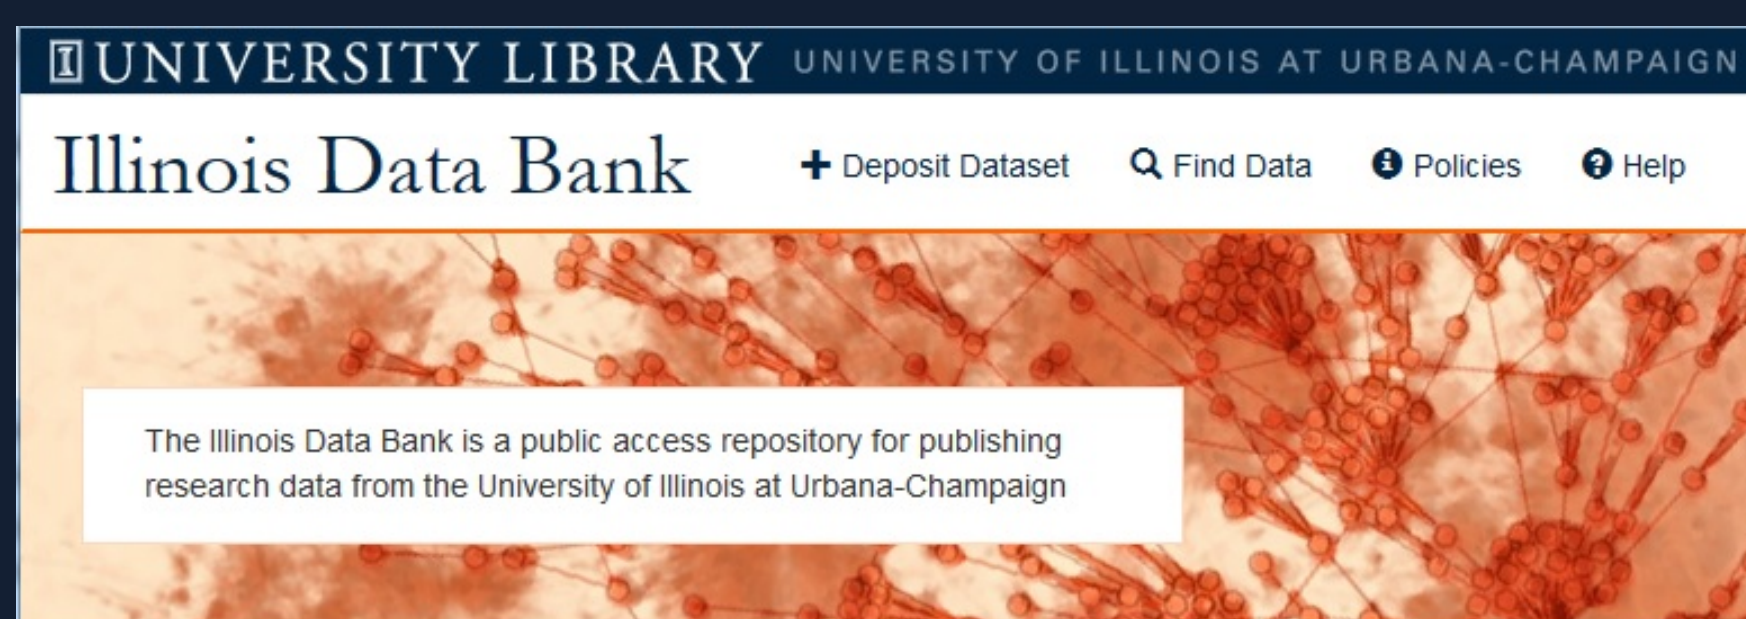 UNIVERSITY LIBRARY UNIVERSITY OF ILLINOIS AT URBANA-CHAMPAIGN
Illinois Data Bank Deposit Dataset Find Data Policies Help
The Illinois Data Bank is a public access repository for publishing
research data from the University of Illinois at Urbana-Champaign